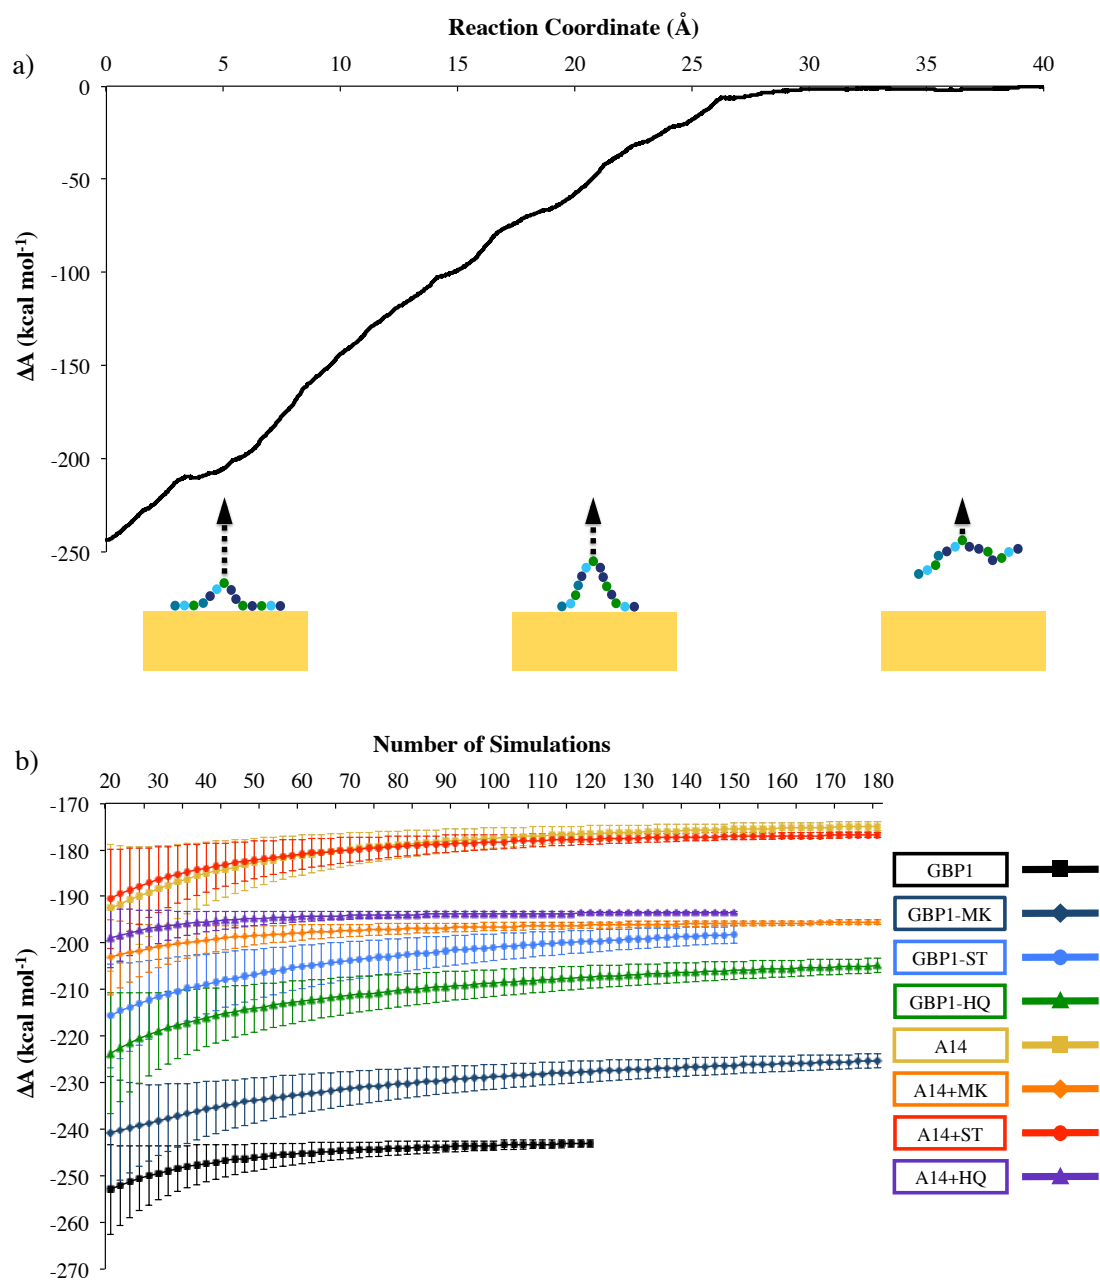 Reaction Coordinate (Å)
a)
0 5 10 15 20 25 30 35 40
0
-50
-100
-150
-200
-250
ΔA (kcal mol⁻¹)
b)
Number of Simulations
20 30 40 50 60 70 80 90 100 110 120 130 140 150 160 170 180
-170
-180
-190
-200
-210
-220
-230
-240
-250
-260
-270
ΔA (kcal mol⁻¹)
GBP1
GBP1-MK
GBP1-ST
GBP1-HQ
A14
A14+MK
A14+ST
A14+HQ